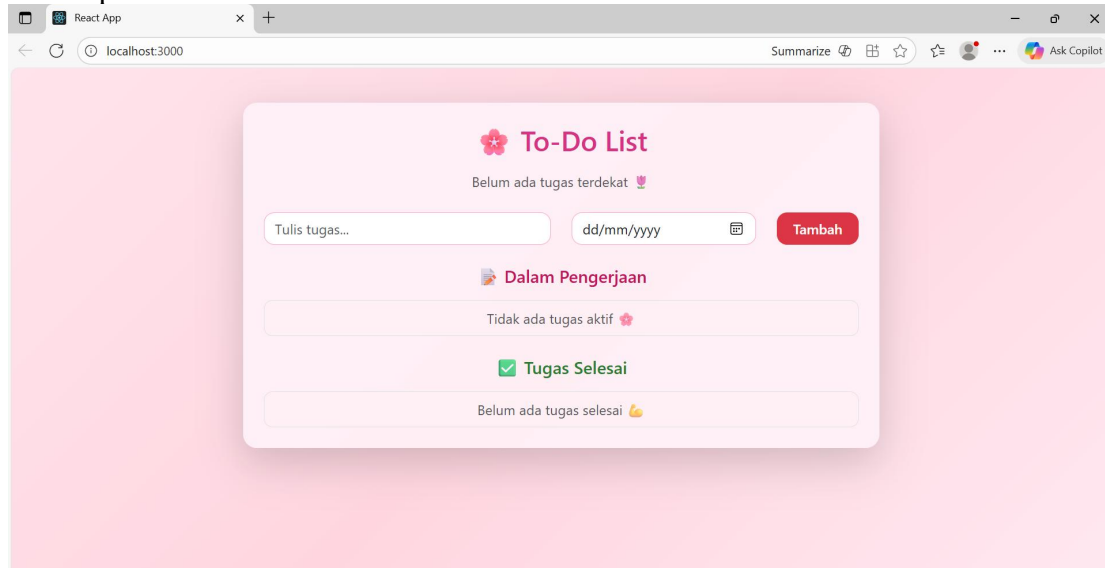 React App
localhost:3000
Summarize
Ask Copilot
🌸 To-Do List
Belum ada tugas terdekat 🌷
Tulis tugas...
dd/mm/yyyy
Tambah
📝 Dalam Pengerjaan
Tidak ada tugas aktif 🌸
✅ Tugas Selesai
Belum ada tugas selesai 💪